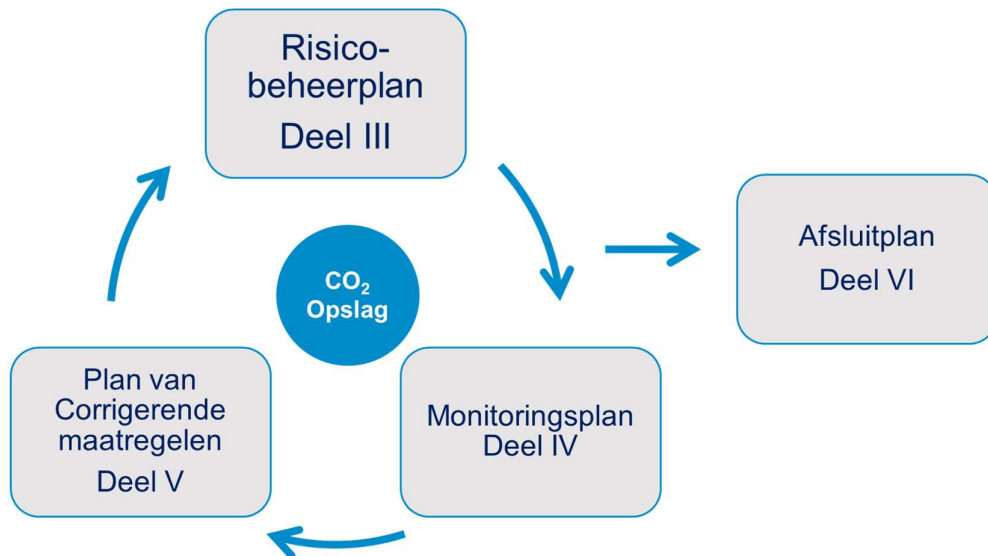 Risico-
beheerplan
Deel III
Afsluitplan
Deel VI
CO₂
Opslag
Plan van
Corrigerende
maatregelen
Deel V
Monitoringsplan
Deel IV